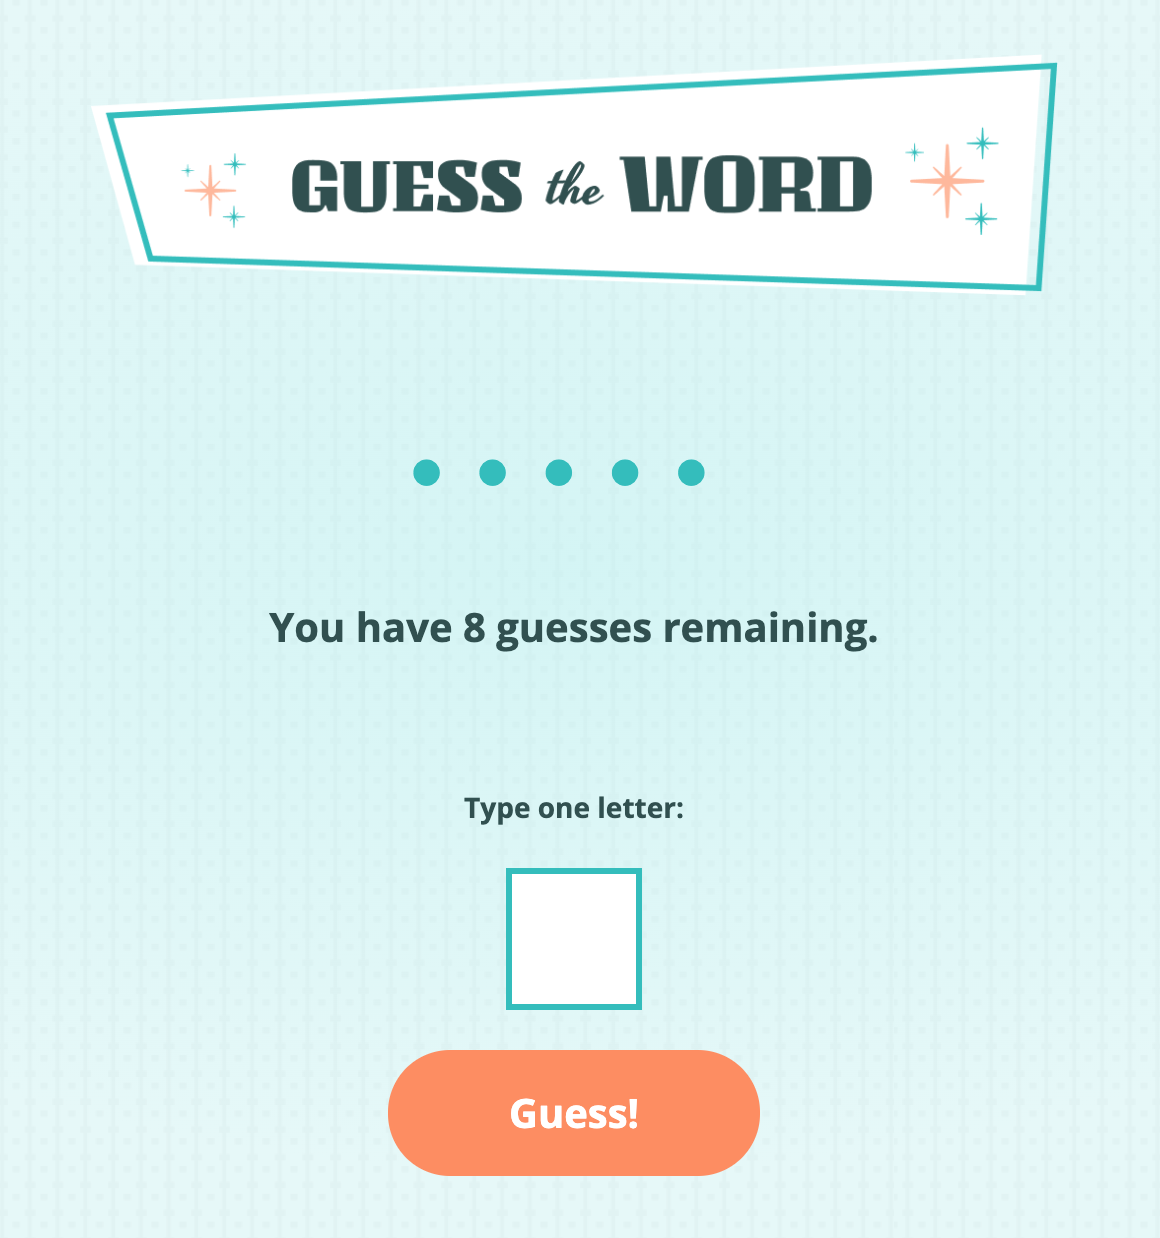 GUESS the WORD
● ● ● ● ●
You have 8 guesses remaining.
Type one letter:
Guess!